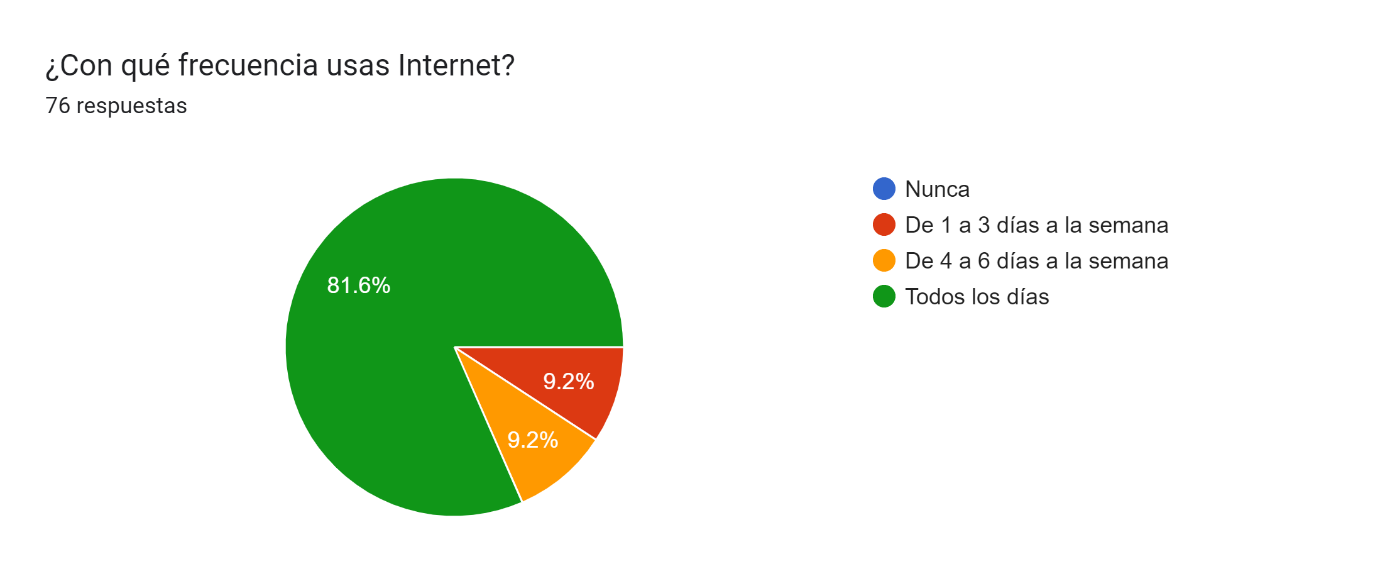 ¿Con qué frecuencia usas Internet?
76 respuestas
81.6%
9.2%
9.2%
Nunca
De 1 a 3 días a la semana
De 4 a 6 días a la semana
Todos los días